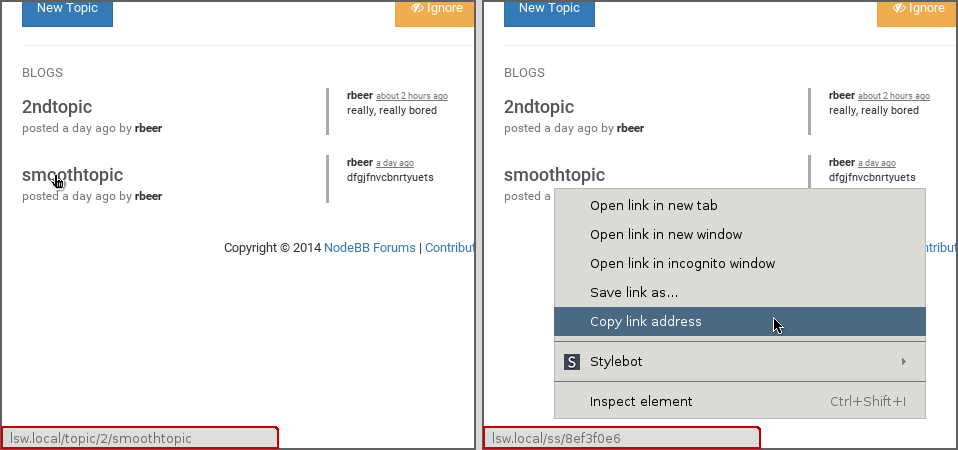 New Topic
Ignore
BLOGS
2ndtopic
posted a day ago by rbeer
rbeer about 2 hours ago
really, really bored
smoothtopic
posted a day ago by rbeer
rbeer a day ago
dfgjfnvcbnrtyuets
Copyright © 2014 NodeBB Forums | Contribut
lsw.local/topic/2/smoothtopic
New Topic
Ignore
BLOGS
2ndtopic
posted a day ago by rbeer
rbeer about 2 hours ago
really, really bored
smoothtopic
posted a
rbeer a day ago
dfgjfnvcbnrtyuets
ntribut
Open link in new tab
Open link in new window
Open link in incognito window
Save link as...
Copy link address
S Stylebot
Inspect element Ctrl+Shift+I
lsw.local/ss/8ef3f0e6